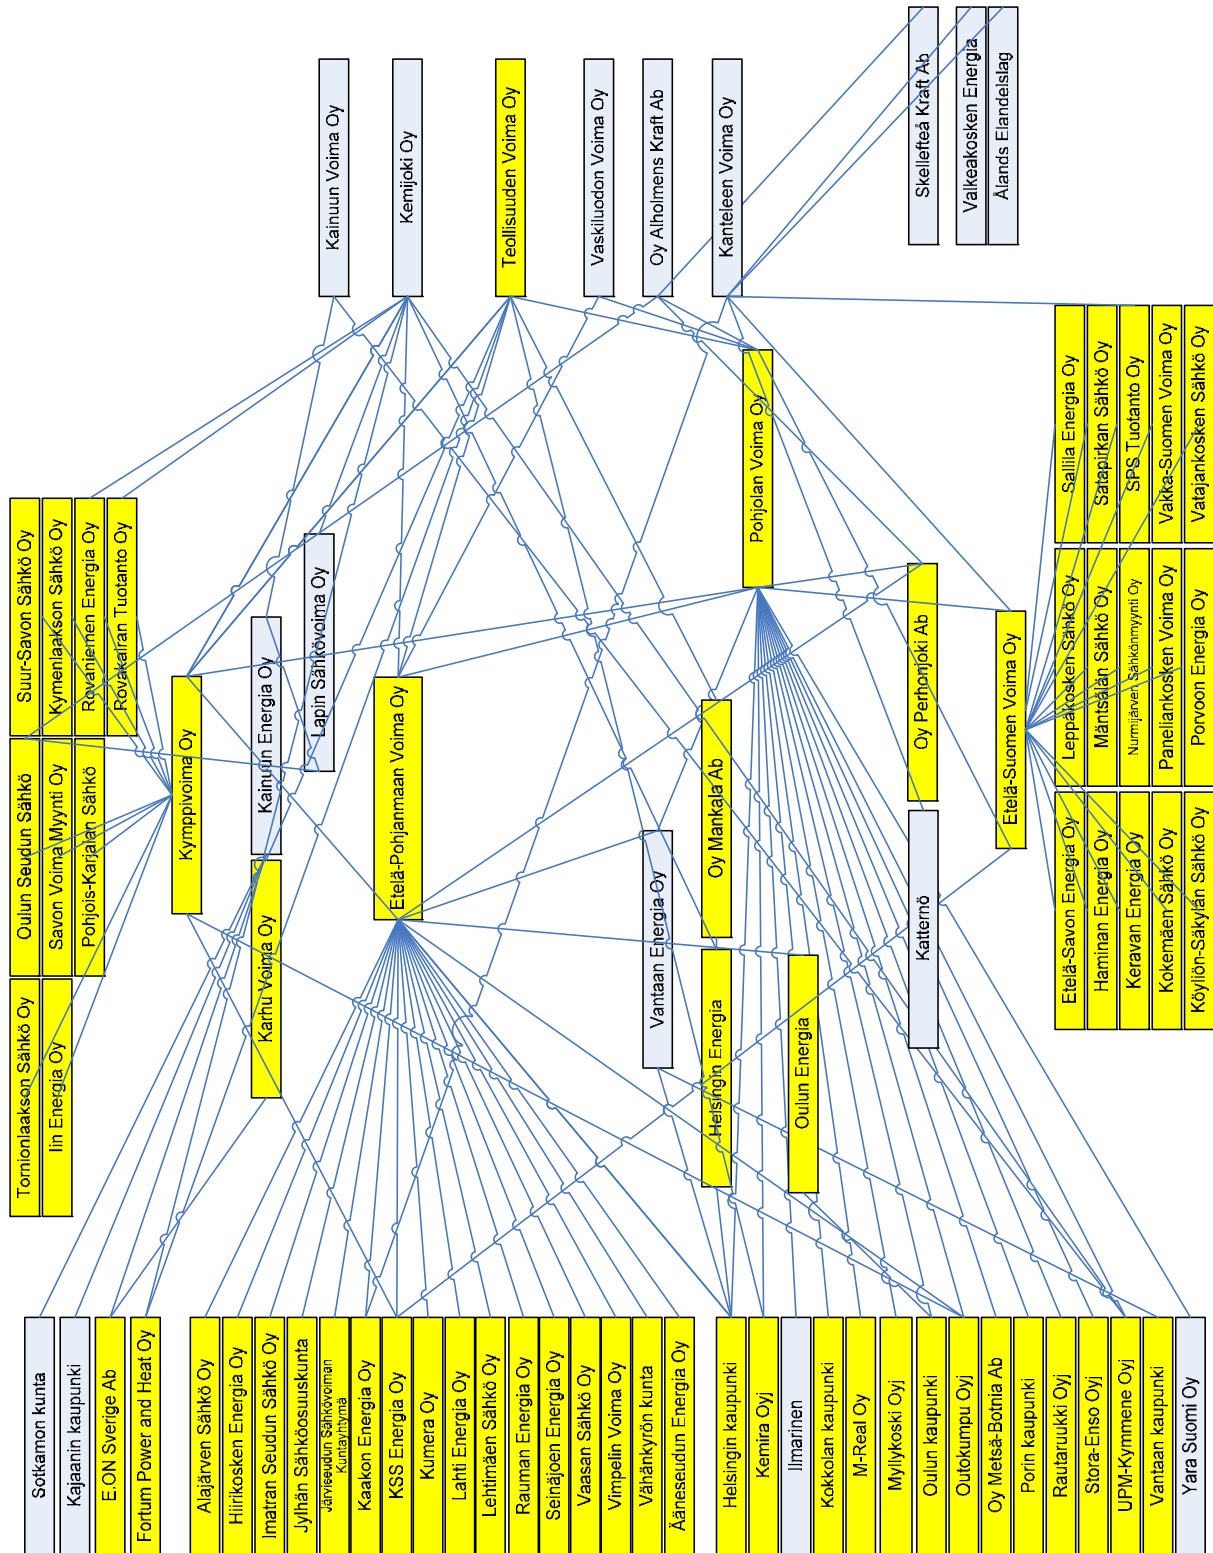 Sotkamon kunta
Kajaanin kaupunki
E.ON Sverige Ab
Fortum Power and Heat Oy
Alajärven Sähkö Oy
Hiirikosken Energia Oy
Imatran Seudun Sähkö Oy
Jylhän Sähköosuuskunta
Järviseudun Sähkövoiman
Kuntayhtymä
Kaakon Energia Oy
KSS Energia Oy
Kumera Oy
Lahti Energia Oy
Lehtimäen Sähkö Oy
Rauman Energia Oy
Seinäjoen Energia Oy
Vaasan Sähkö Oy
Vimpelin Voima Oy
Vähänkyrön kunta
Ääneseudun Energia Oy
Helsingin kaupunki
Kemira Oyj
Ilmarinen
Kokkolan kaupunki
M-Real Oy
Myllykoski Oyj
Oulun kaupunki
Outokumpu Oyj
Oy Metsä-Botnia Ab
Porin kaupunki
Rautaruukki Oyj
Stora-Enso Oyj
UPM-Kymmene Oyj
Vantaan kaupunki
Yara Suomi Oy
Tornionlaakson Sähkö Oy
Iin Energia Oy
Oulun Seudun Sähkö
Savon Voima Myynti Oy
Pohjois-Karjalan Sähkö
Suur-Savon Sähkö Oy
Kymenlaakson Sähkö Oy
Rovaniemen Energia Oy
Rovakairan Tuotanto Oy
Kymppivoima Oy
Karhu Voima Oy
Kainuun Energia Oy
Lapin Sähkövoima Oy
Etelä-Pohjanmaan Voima Oy
Vantaan Energia Oy
Helsingin Energia
Oy Mankala Ab
Oulun Energia
Pohjolan Voima Oy
Katternö
Oy Perhonjoki Ab
Etelä-Suomen Voima Oy
Etelä-Savon Energia Oy
Haminan Energia Oy
Keravan Energia Oy
Kokemäen Sähkö Oy
Köyliön-Säkylän Sähkö Oy
Leppäkosken Sähkö Oy
Mäntsälän Sähkö Oy
Nurmijärven Sähkönmyynti Oy
Paneliankosken Voima Oy
Porvoon Energia Oy
Sallila Energia Oy
Satapirkan Sähkö Oy
SPS Tuotanto Oy
Vakka-Suomen Voima Oy
Vatajankosken Sähkö Oy
Kainuun Voima Oy
Kemijoki Oy
Teollisuuden Voima Oy
Vaskiluodon Voima Oy
Oy Alholmens Kraft Ab
Kanteleen Voima Oy
Skellefteå Kraft Ab
Valkeakosken Energia
Ålands Elandelslag